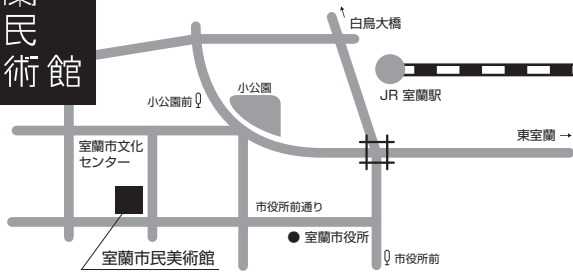 蘭
民
術館
白鳥大橋
JR 室蘭駅
小公園
小公園前
東室蘭 →
室蘭市文化
センター
市役所前通り
室蘭市役所
室蘭市民美術館
市役所前